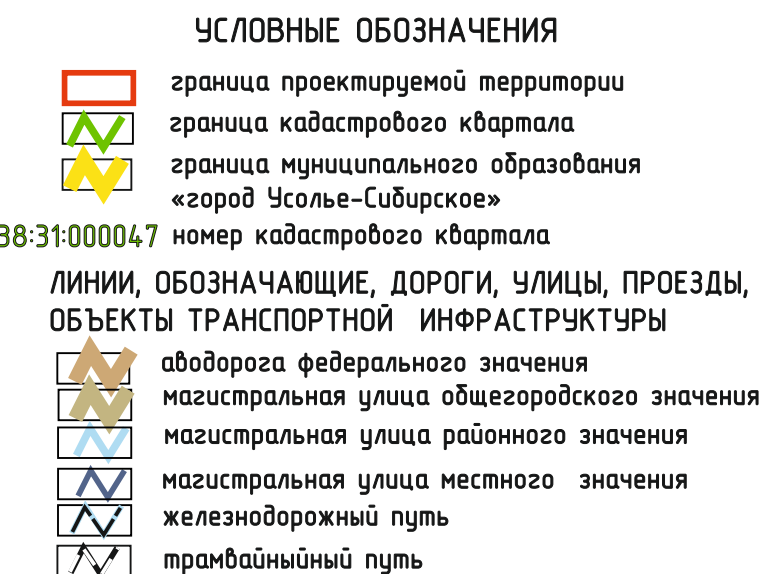 УСЛОВНЫЕ ОБОЗНАЧЕНИЯ
граница проектируемой территории
граница кадастрового квартала
граница муниципального образования
«город Усолье-Сибирское»
38:31:000047 номер кадастрового квартала
ЛИНИИ, ОБОЗНАЧАЮЩИЕ, ДОРОГИ, УЛИЦЫ, ПРОЕЗДЫ,
ОБЪЕКТЫ ТРАНСПОРТНОЙ ИНФРАСТРУКТУРЫ
аводорога федерального значения
магистральная улица общегородского значения
магистральная улица районного значения
магистральная улица местного значения
железнодорожный путь
трамвайныйный путь